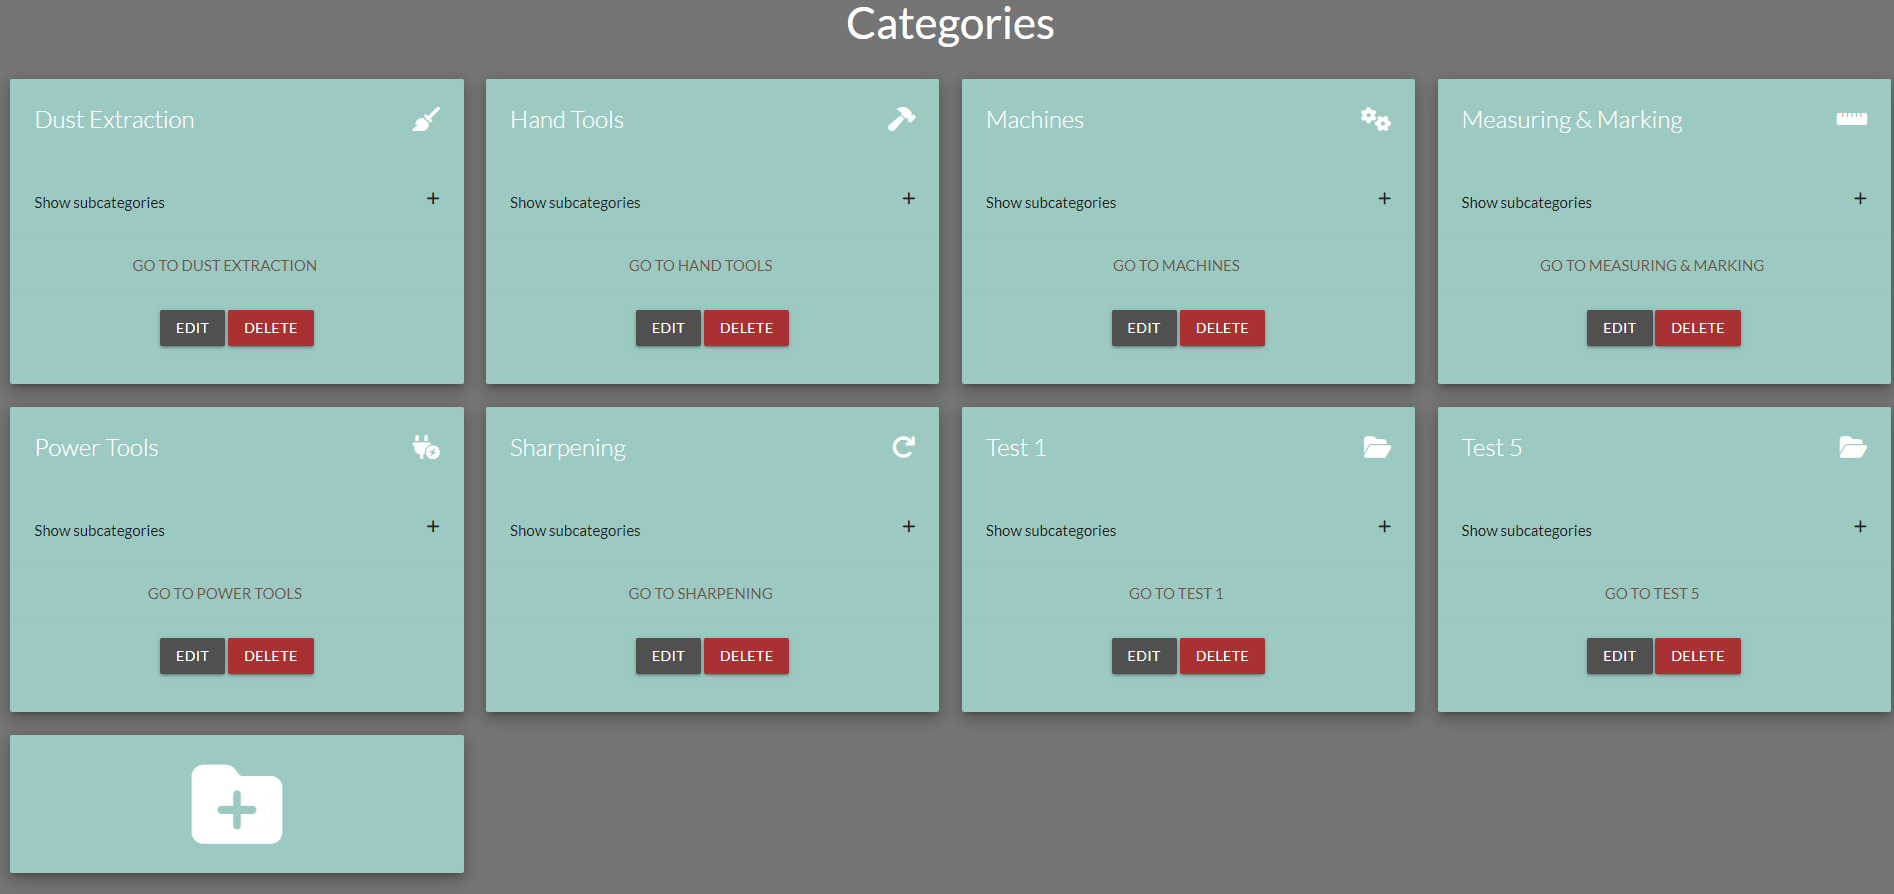 Categories
Dust Extraction
Hand Tools
Machines
Measuring & Marking
Show subcategories +
Show subcategories +
Show subcategories +
Show subcategories +
GO TO DUST EXTRACTION
GO TO HAND TOOLS
GO TO MACHINES
GO TO MEASURING & MARKING
EDIT DELETE
EDIT DELETE
EDIT DELETE
EDIT DELETE
Power Tools
Sharpening
Test 1
Test 5
Show subcategories +
Show subcategories +
Show subcategories +
Show subcategories +
GO TO POWER TOOLS
GO TO SHARPENING
GO TO TEST 1
GO TO TEST 5
EDIT DELETE
EDIT DELETE
EDIT DELETE
EDIT DELETE